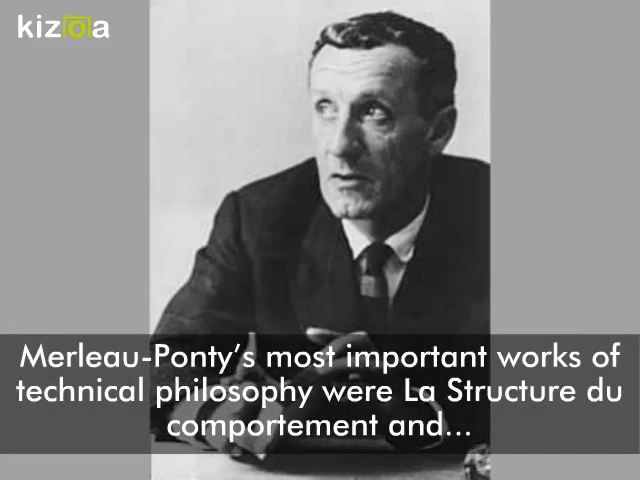 kizoa
Merleau-Ponty's most important works of
technical philosophy were La Structure du
comportement and...